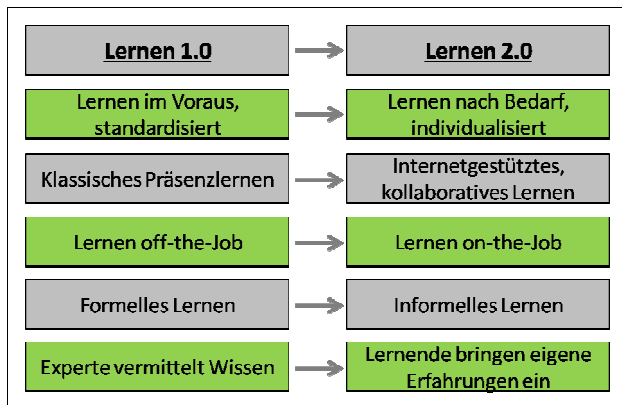 Lernen 1.0
Lernen 2.0
Lernen im Voraus,
standardisiert
Lernen nach Bedarf,
individualisiert
Klassisches Präsenzlernen
Internetgestütztes,
kollaboratives Lernen
Lernen off-the-Job
Lernen on-the-Job
Formelles Lernen
Informelles Lernen
Experte vermittelt Wissen
Lernende bringen eigene
Erfahrungen ein